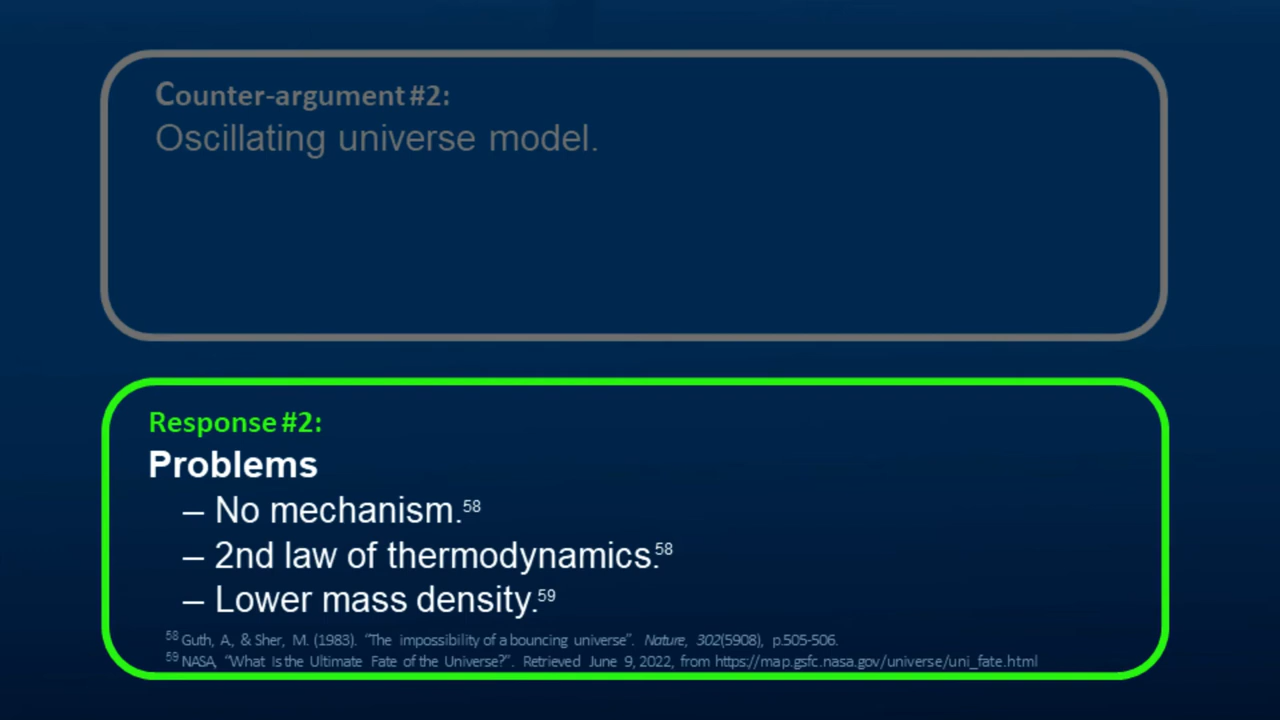 Counter-argument #2:
Oscillating universe model.
Response #2:
Problems
– No mechanism.58
– 2nd law of thermodynamics.58
– Lower mass density.59
58 Guth, A., & Sher, M. (1983). “The impossibility of a bouncing universe”. Nature, 302(5908), p.505-506.
59 NASA, “What Is the Ultimate Fate of the Universe?”. Retrieved June 9, 2022, from https://map.gsfc.nasa.gov/universe/uni_fate.html